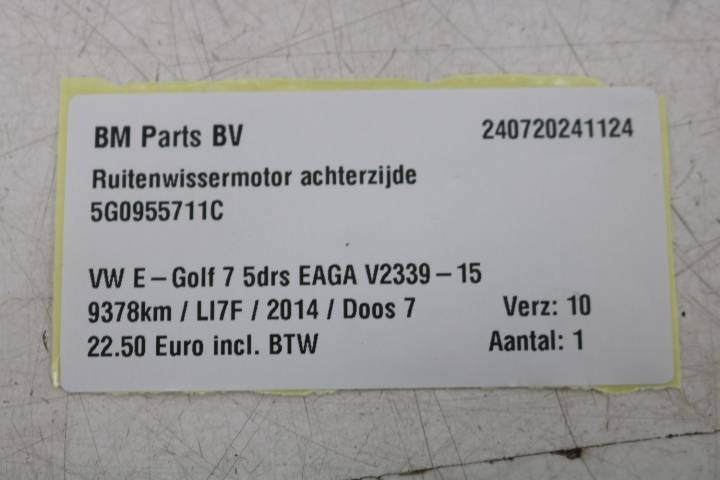 BM Parts BV 240720241124
Ruitenwissermotor achterzijde
5G0955711C
VW E-Golf 7 5drs EAGA V2339-15
9378km / LI7F / 2014 / Doos 7 Verz: 10
22.50 Euro incl. BTW Aantal: 1